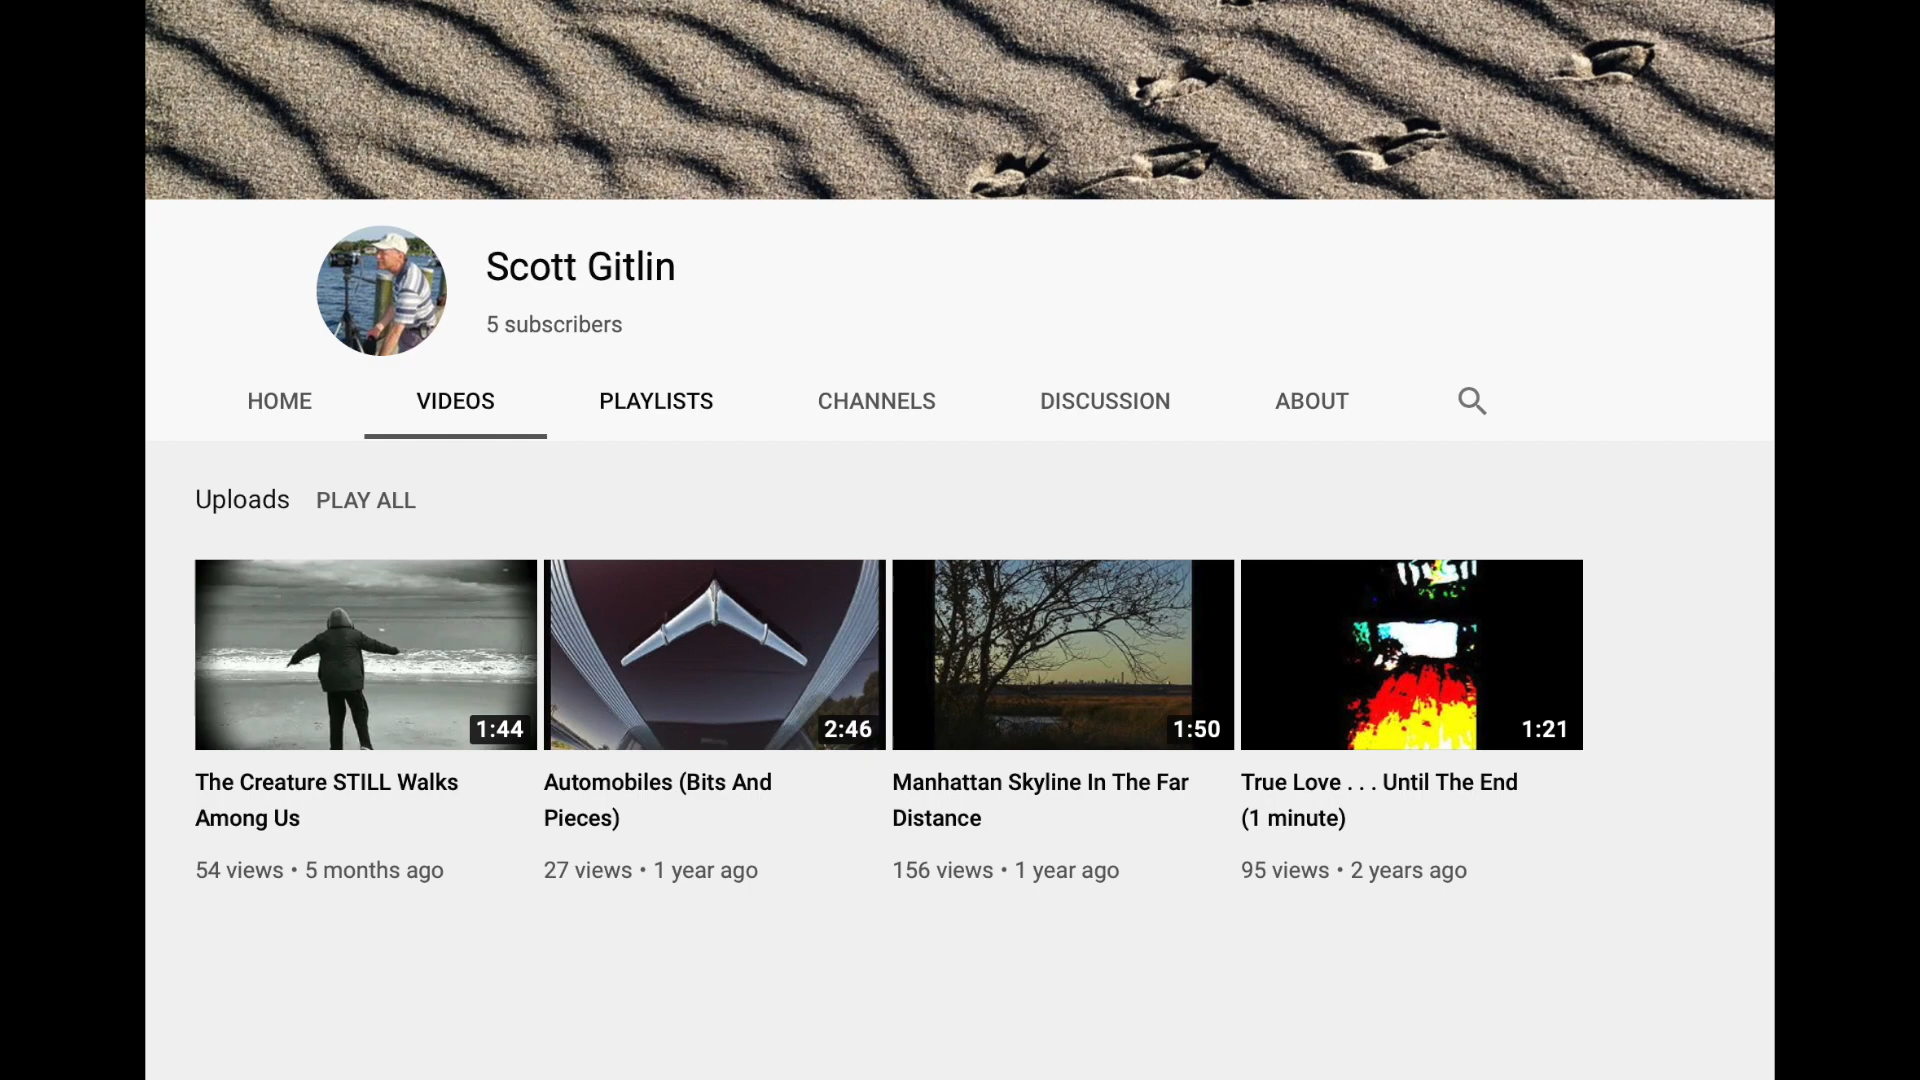 Scott Gitlin
5 subscribers
HOME VIDEOS PLAYLISTS CHANNELS DISCUSSION ABOUT
Uploads PLAY ALL
1:44 2:46 1:50 1:21
The Creature STILL Walks
Among Us
54 views • 5 months ago
Automobiles (Bits And
Pieces)
27 views • 1 year ago
Manhattan Skyline In The Far
Distance
156 views • 1 year ago
True Love . . . Until The End
(1 minute)
95 views • 2 years ago